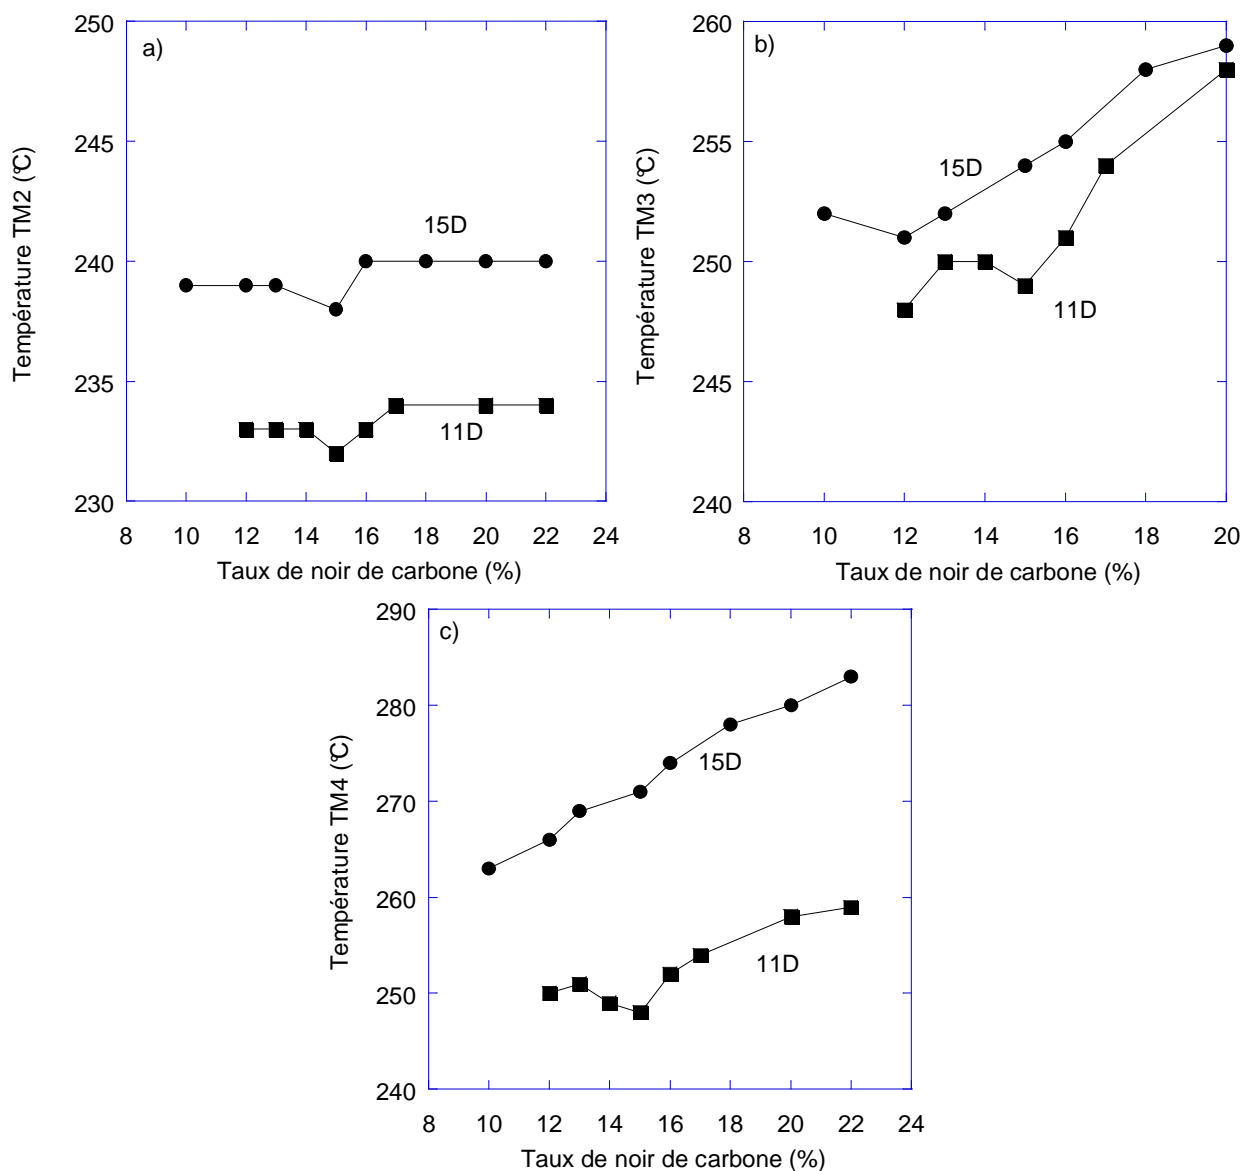 250
245
240
235
230
8 10 12 14 16 18 20 22 24
Température TM2 (°C)
Taux de noir de carbone (%)
a)
15D
11D
260
255
250
245
240
8 10 12 14 16 18 20
Température TM3 (°C)
Taux de noir de carbone (%)
b)
15D
11D
290
280
270
260
250
240
8 10 12 14 16 18 20 22 24
Température TM4 (°C)
Taux de noir de carbone (%)
c)
15D
11D